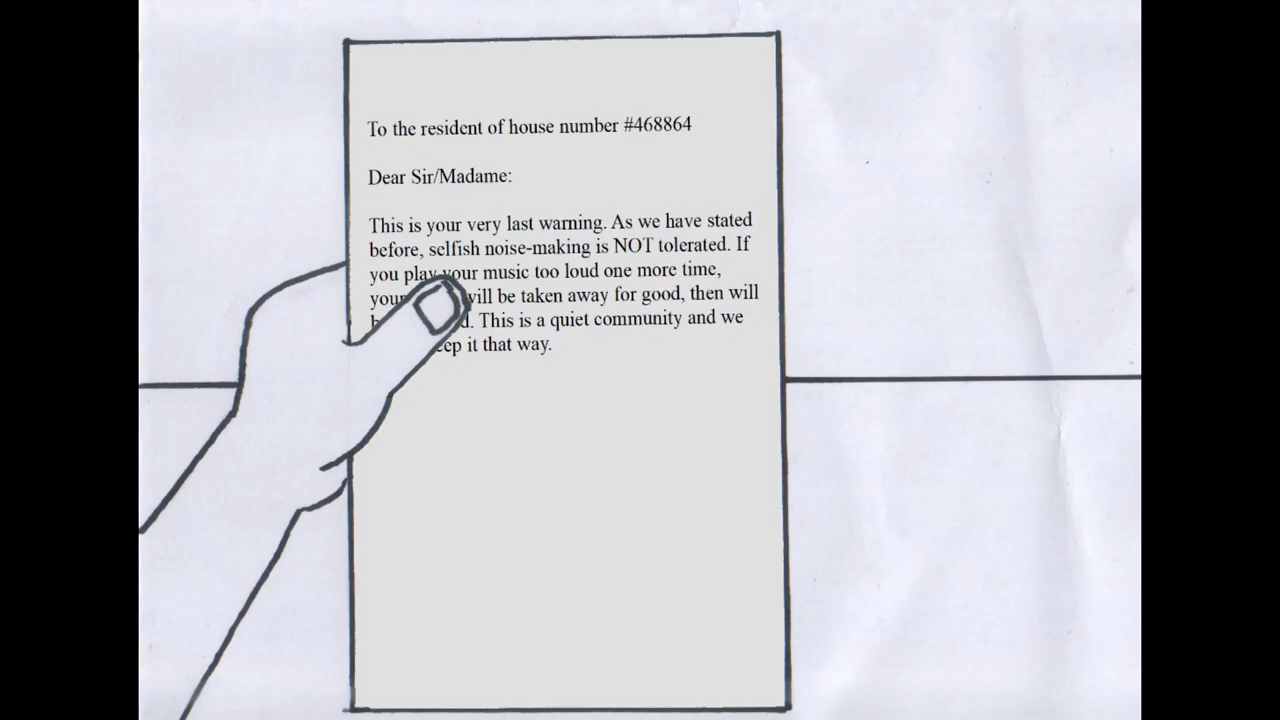 To the resident of house number #468864
Dear Sir/Madame:
This is your very last warning. As we have stated
before, selfish noise-making is NOT tolerated. If
you play your music too loud one more time,
your will be taken away for good, then will
This is a quiet community and we
it that way.